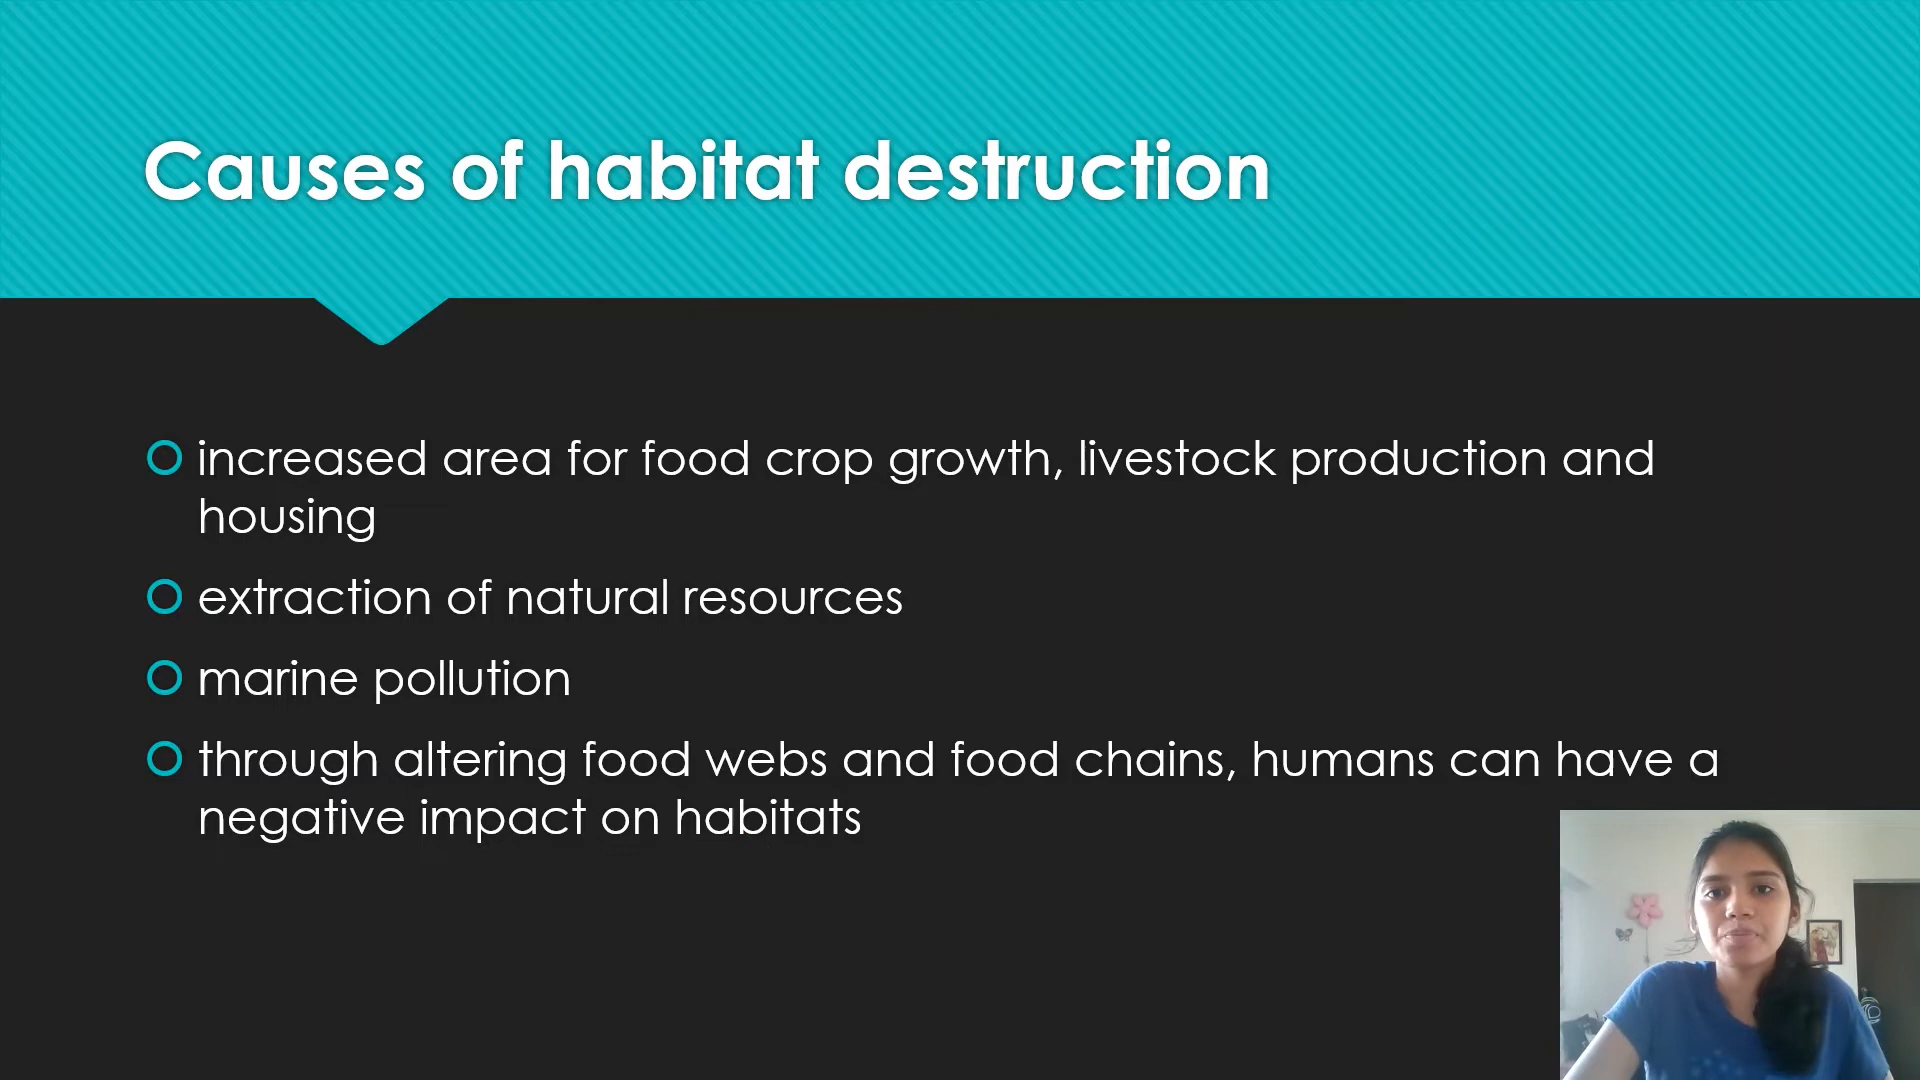 Causes of habitat destruction
increased area for food crop growth, livestock production and
housing
extraction of natural resources
marine pollution
through altering food webs and food chains, humans can have a
negative impact on habitats